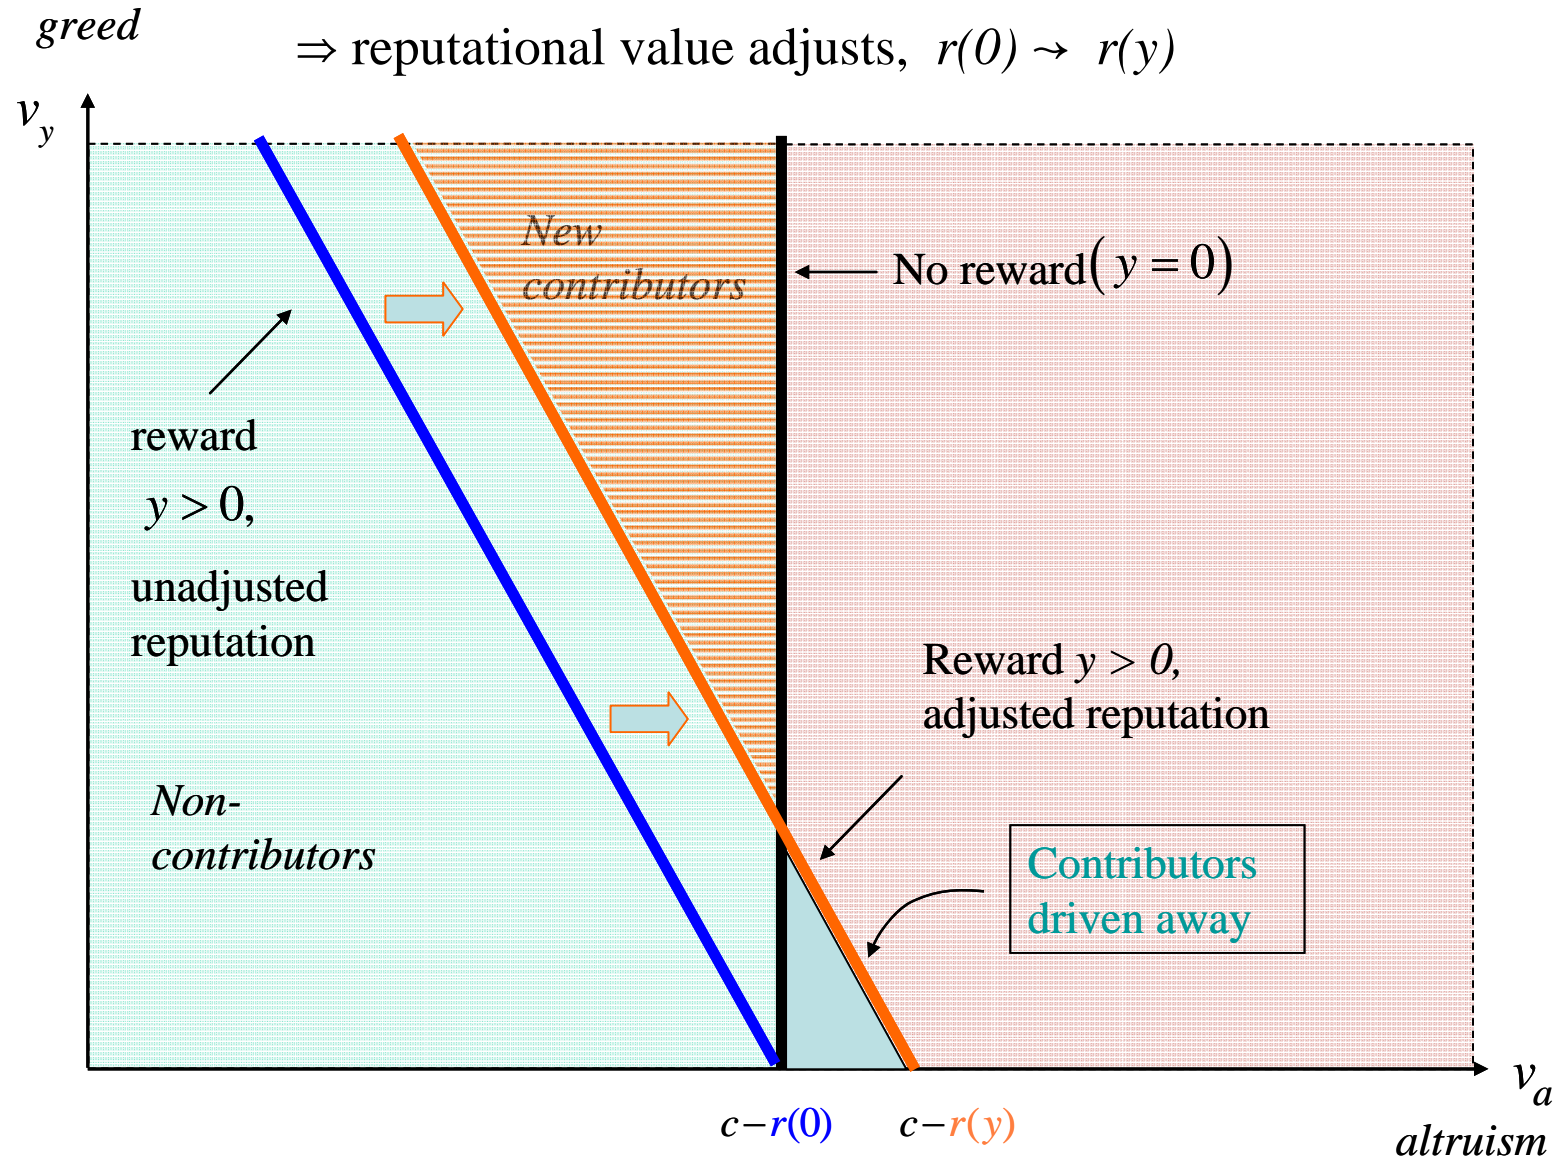 greed
⇒ reputational value adjusts, r(0) → r(y)
v_y
New
contributors
No reward (y = 0)
reward
y > 0,
unadjusted
reputation
Reward y > 0,
adjusted reputation
Non-
contributors
Contributors
driven away
v_a
c−r(0)
c−r(y)
altruism